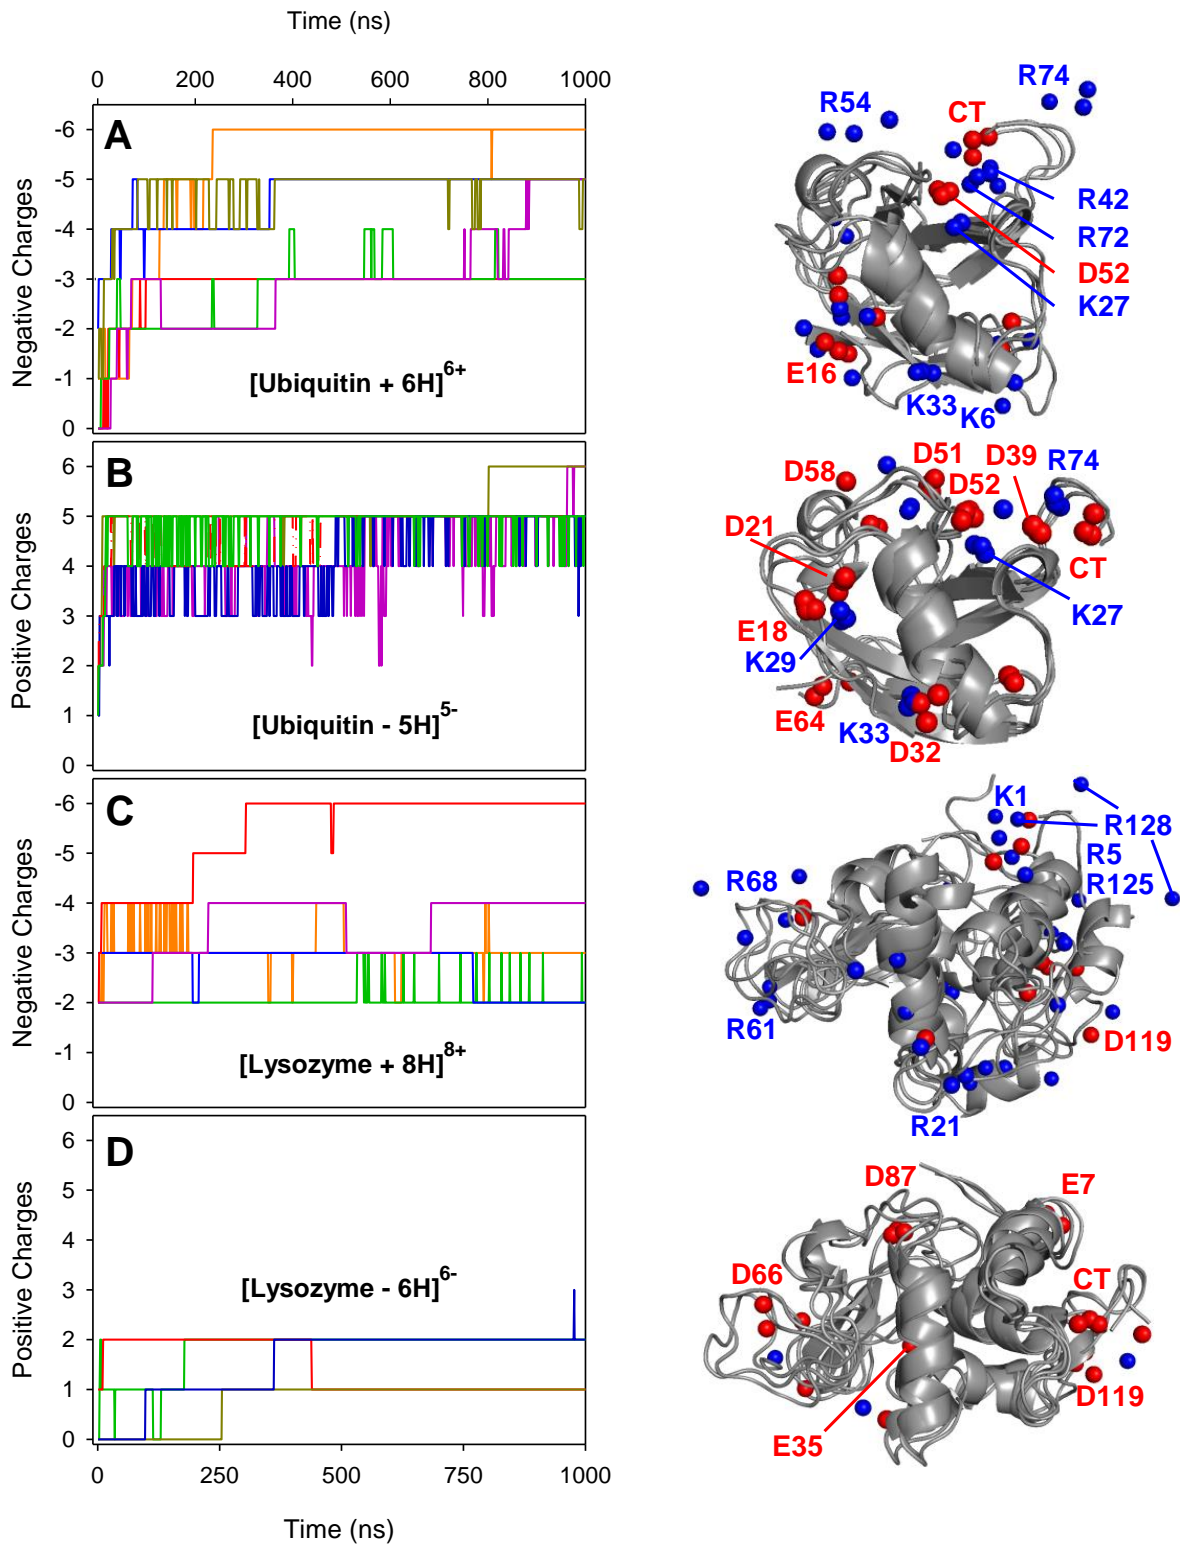 Time (ns)
0 200 400 600 800 1000
A
Negative Charges
-6
-5
-4
-3
-2
-1
0
[Ubiquitin + 6H]6+
R54
R74
CT
R42
R72
D52
K27
E16
K33
K6
B
Positive Charges
6
5
4
3
2
1
0
[Ubiquitin - 5H]5-
D58
D51
D39
R74
D52
D21
CT
K27
E18
K29
E64
K33
D32
C
Negative Charges
-6
-5
-4
-3
-2
-1
0
[Lysozyme + 8H]8+
K1
R128
R5
R68
R125
R61
D119
R21
D
Positive Charges
6
5
4
3
2
1
0
[Lysozyme - 6H]6-
D87
E7
D66
CT
D119
E35
0 250 500 750 1000
Time (ns)